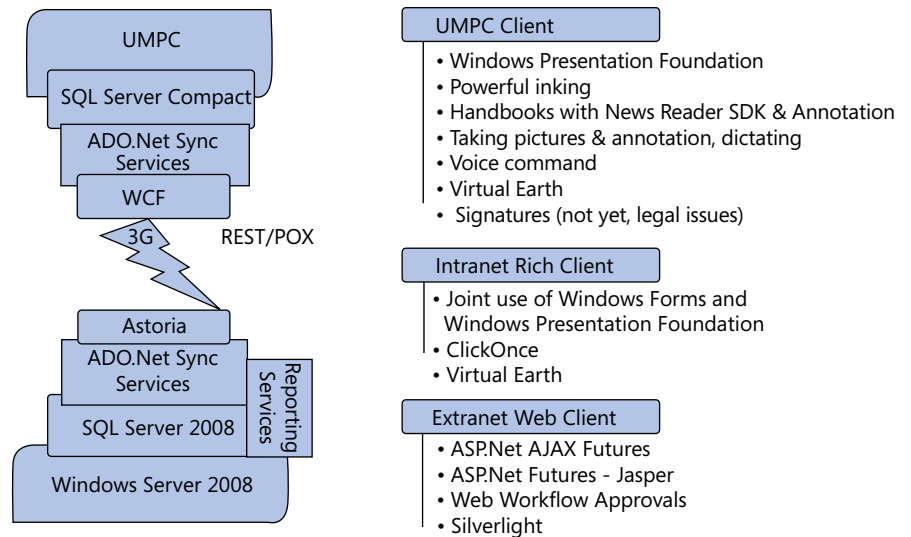 UMPC
SQL Server Compact
ADO.Net Sync
Services
WCF
3G
REST/POX
Astoria
ADO.Net Sync
Services
Reporting
Services
SQL Server 2008
Windows Server 2008
UMPC Client
• Windows Presentation Foundation
• Powerful inking
• Handbooks with News Reader SDK & Annotation
• Taking pictures & annotation, dictating
• Voice command
• Virtual Earth
• Signatures (not yet, legal issues)
Intranet Rich Client
• Joint use of Windows Forms and
Windows Presentation Foundation
• ClickOnce
• Virtual Earth
Extranet Web Client
• ASP.Net AJAX Futures
• ASP.Net Futures - Jasper
• Web Workflow Approvals
• Silverlight